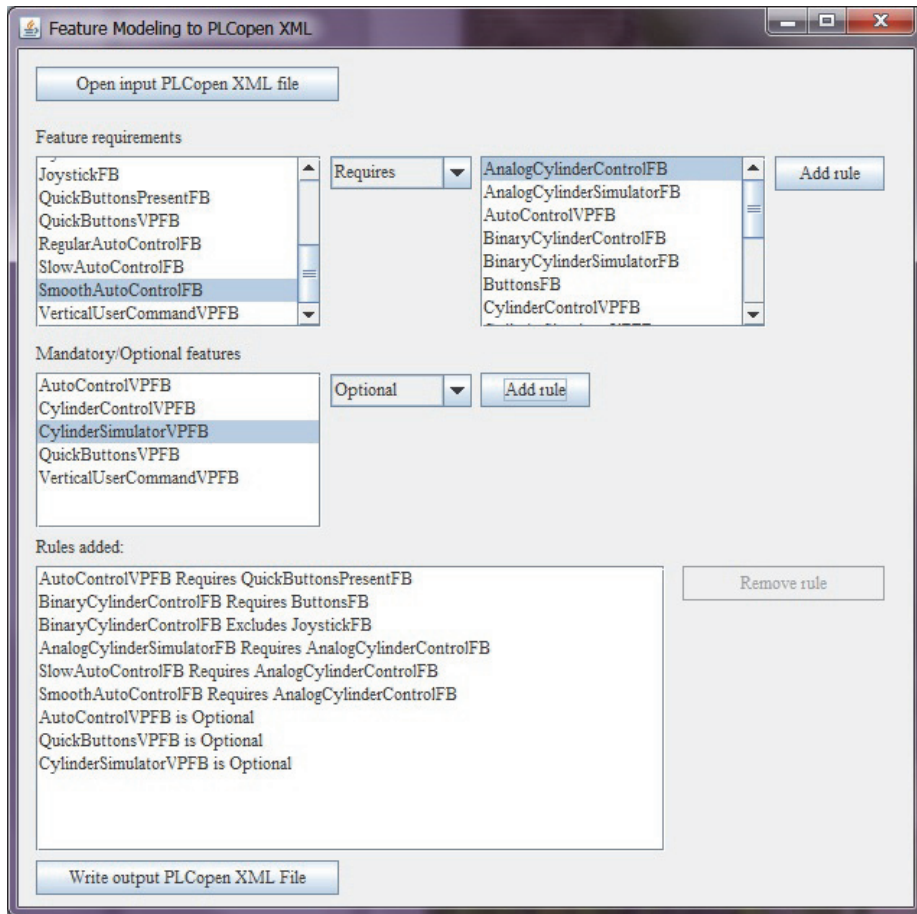 Feature Modeling to PLCopen XML
Open input PLCopen XML file
Feature requirements
JoystickFB
QuickButtonsPresentFB
QuickButtonsVPFB
RegularAutoControlFB
SlowAutoControlFB
SmoothAutoControlFB
VerticalUserCommandVPFB
Requires
AnalogCylinderControlFB
AnalogCylinderSimulatorFB
AutoControlVPFB
BinaryCylinderControlFB
BinaryCylinderSimulatorFB
ButtonsFB
CylinderControlVPFB
Add rule
Mandatory/Optional features
AutoControlVPFB
CylinderControlVPFB
CylinderSimulatorVPFB
QuickButtonsVPFB
VerticalUserCommandVPFB
Optional
Add rule
Rules added:
AutoControlVPFB Requires QuickButtonsPresentFB
BinaryCylinderControlFB Requires ButtonsFB
BinaryCylinderControlFB Excludes JoystickFB
AnalogCylinderSimulatorFB Requires AnalogCylinderControlFB
SlowAutoControlFB Requires AnalogCylinderControlFB
SmoothAutoControlFB Requires AnalogCylinderControlFB
AutoControlVPFB is Optional
QuickButtonsVPFB is Optional
CylinderSimulatorVPFB is Optional
Remove rule
Write output PLCopen XML File